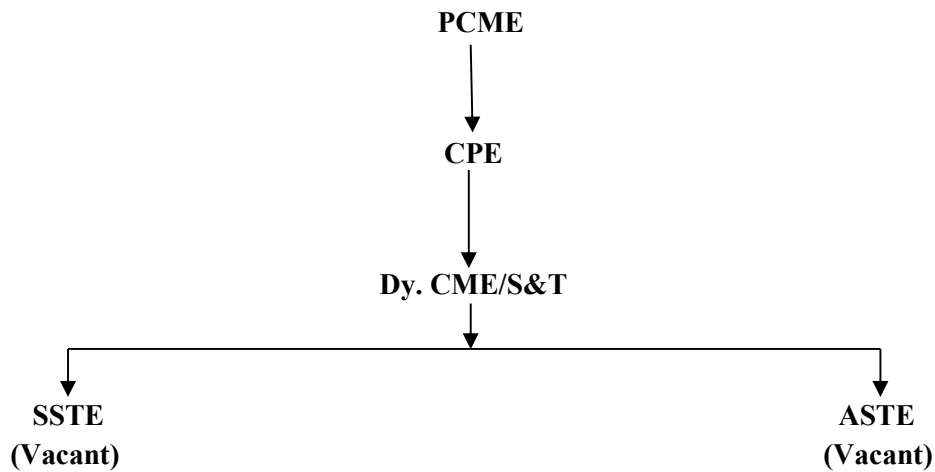 PCME
CPE
Dy. CME/S&T
SSTE
(Vacant)
ASTE
(Vacant)